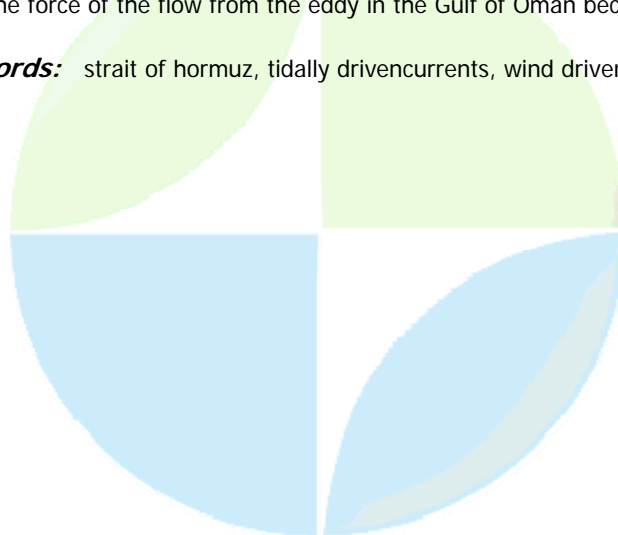 he force of the flow from the eddy in the Gulf of Oman bec
ords: strait of hormuz, tidally drivencurrents, wind driven